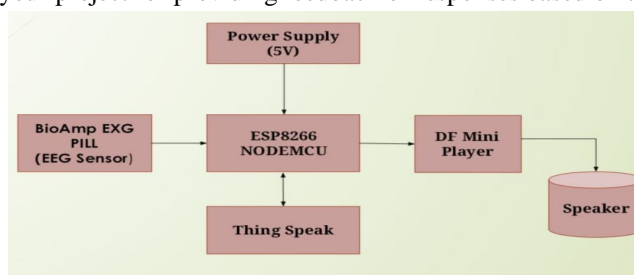 Power Supply
(5V)
BioAmp EXG
PILL
(EEG Sensor)
ESP8266
NODEMCU
DF Mini
Player
Speaker
Thing Speak